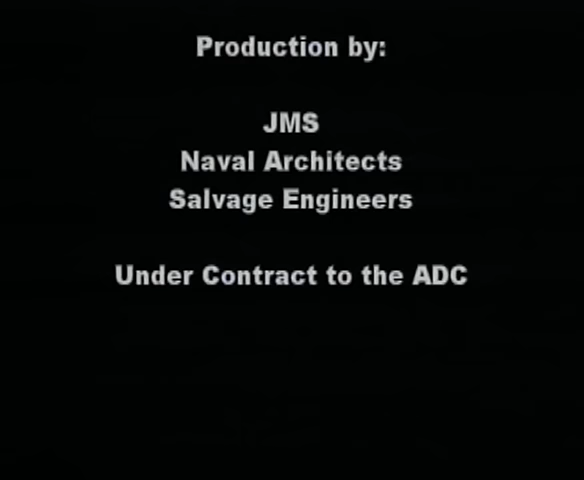 Production by:
JMS
Naval Architects
Salvage Engineers
Under Contract to the ADC